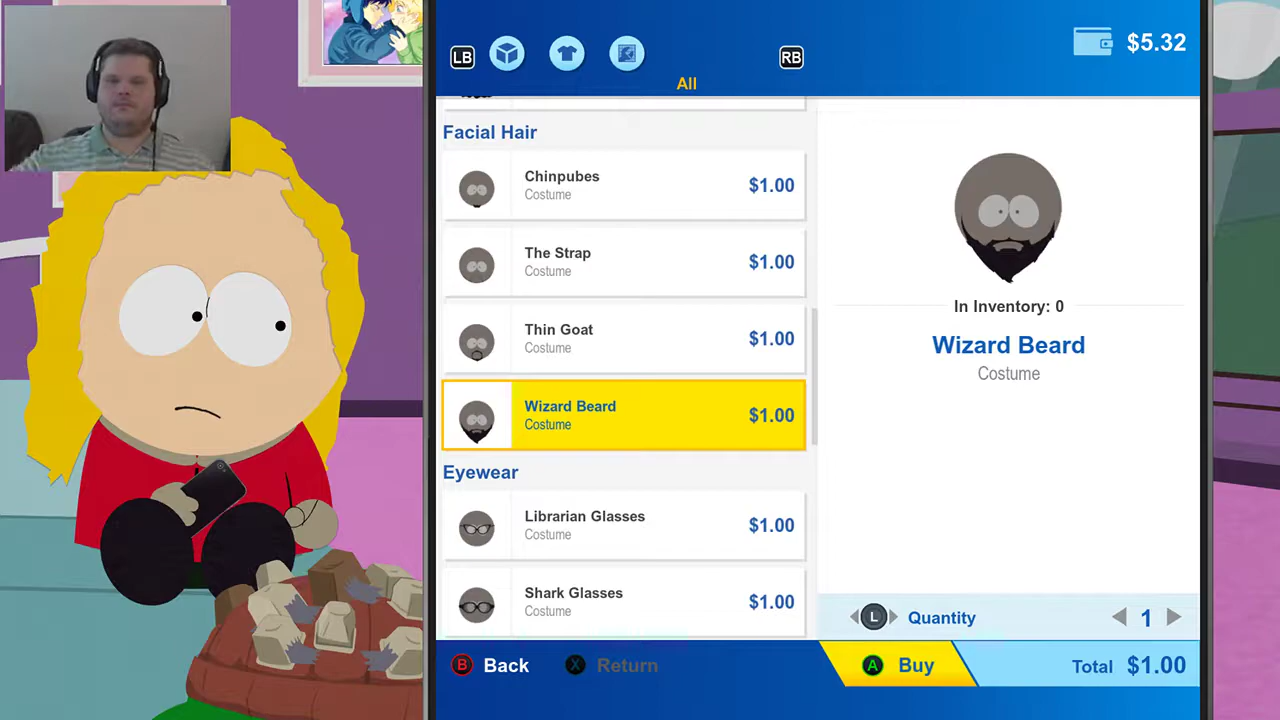 LB
RB
$5.32
All
Facial Hair
Chinpubes
Costume
$1.00
The Strap
Costume
$1.00
Thin Goat
Costume
$1.00
Wizard Beard
Costume
$1.00
Eyewear
Librarian Glasses
Costume
$1.00
Shark Glasses
Costume
$1.00
In Inventory: 0
Wizard Beard
Costume
L Quantity 1
B Back X Return
A Buy
Total $1.00